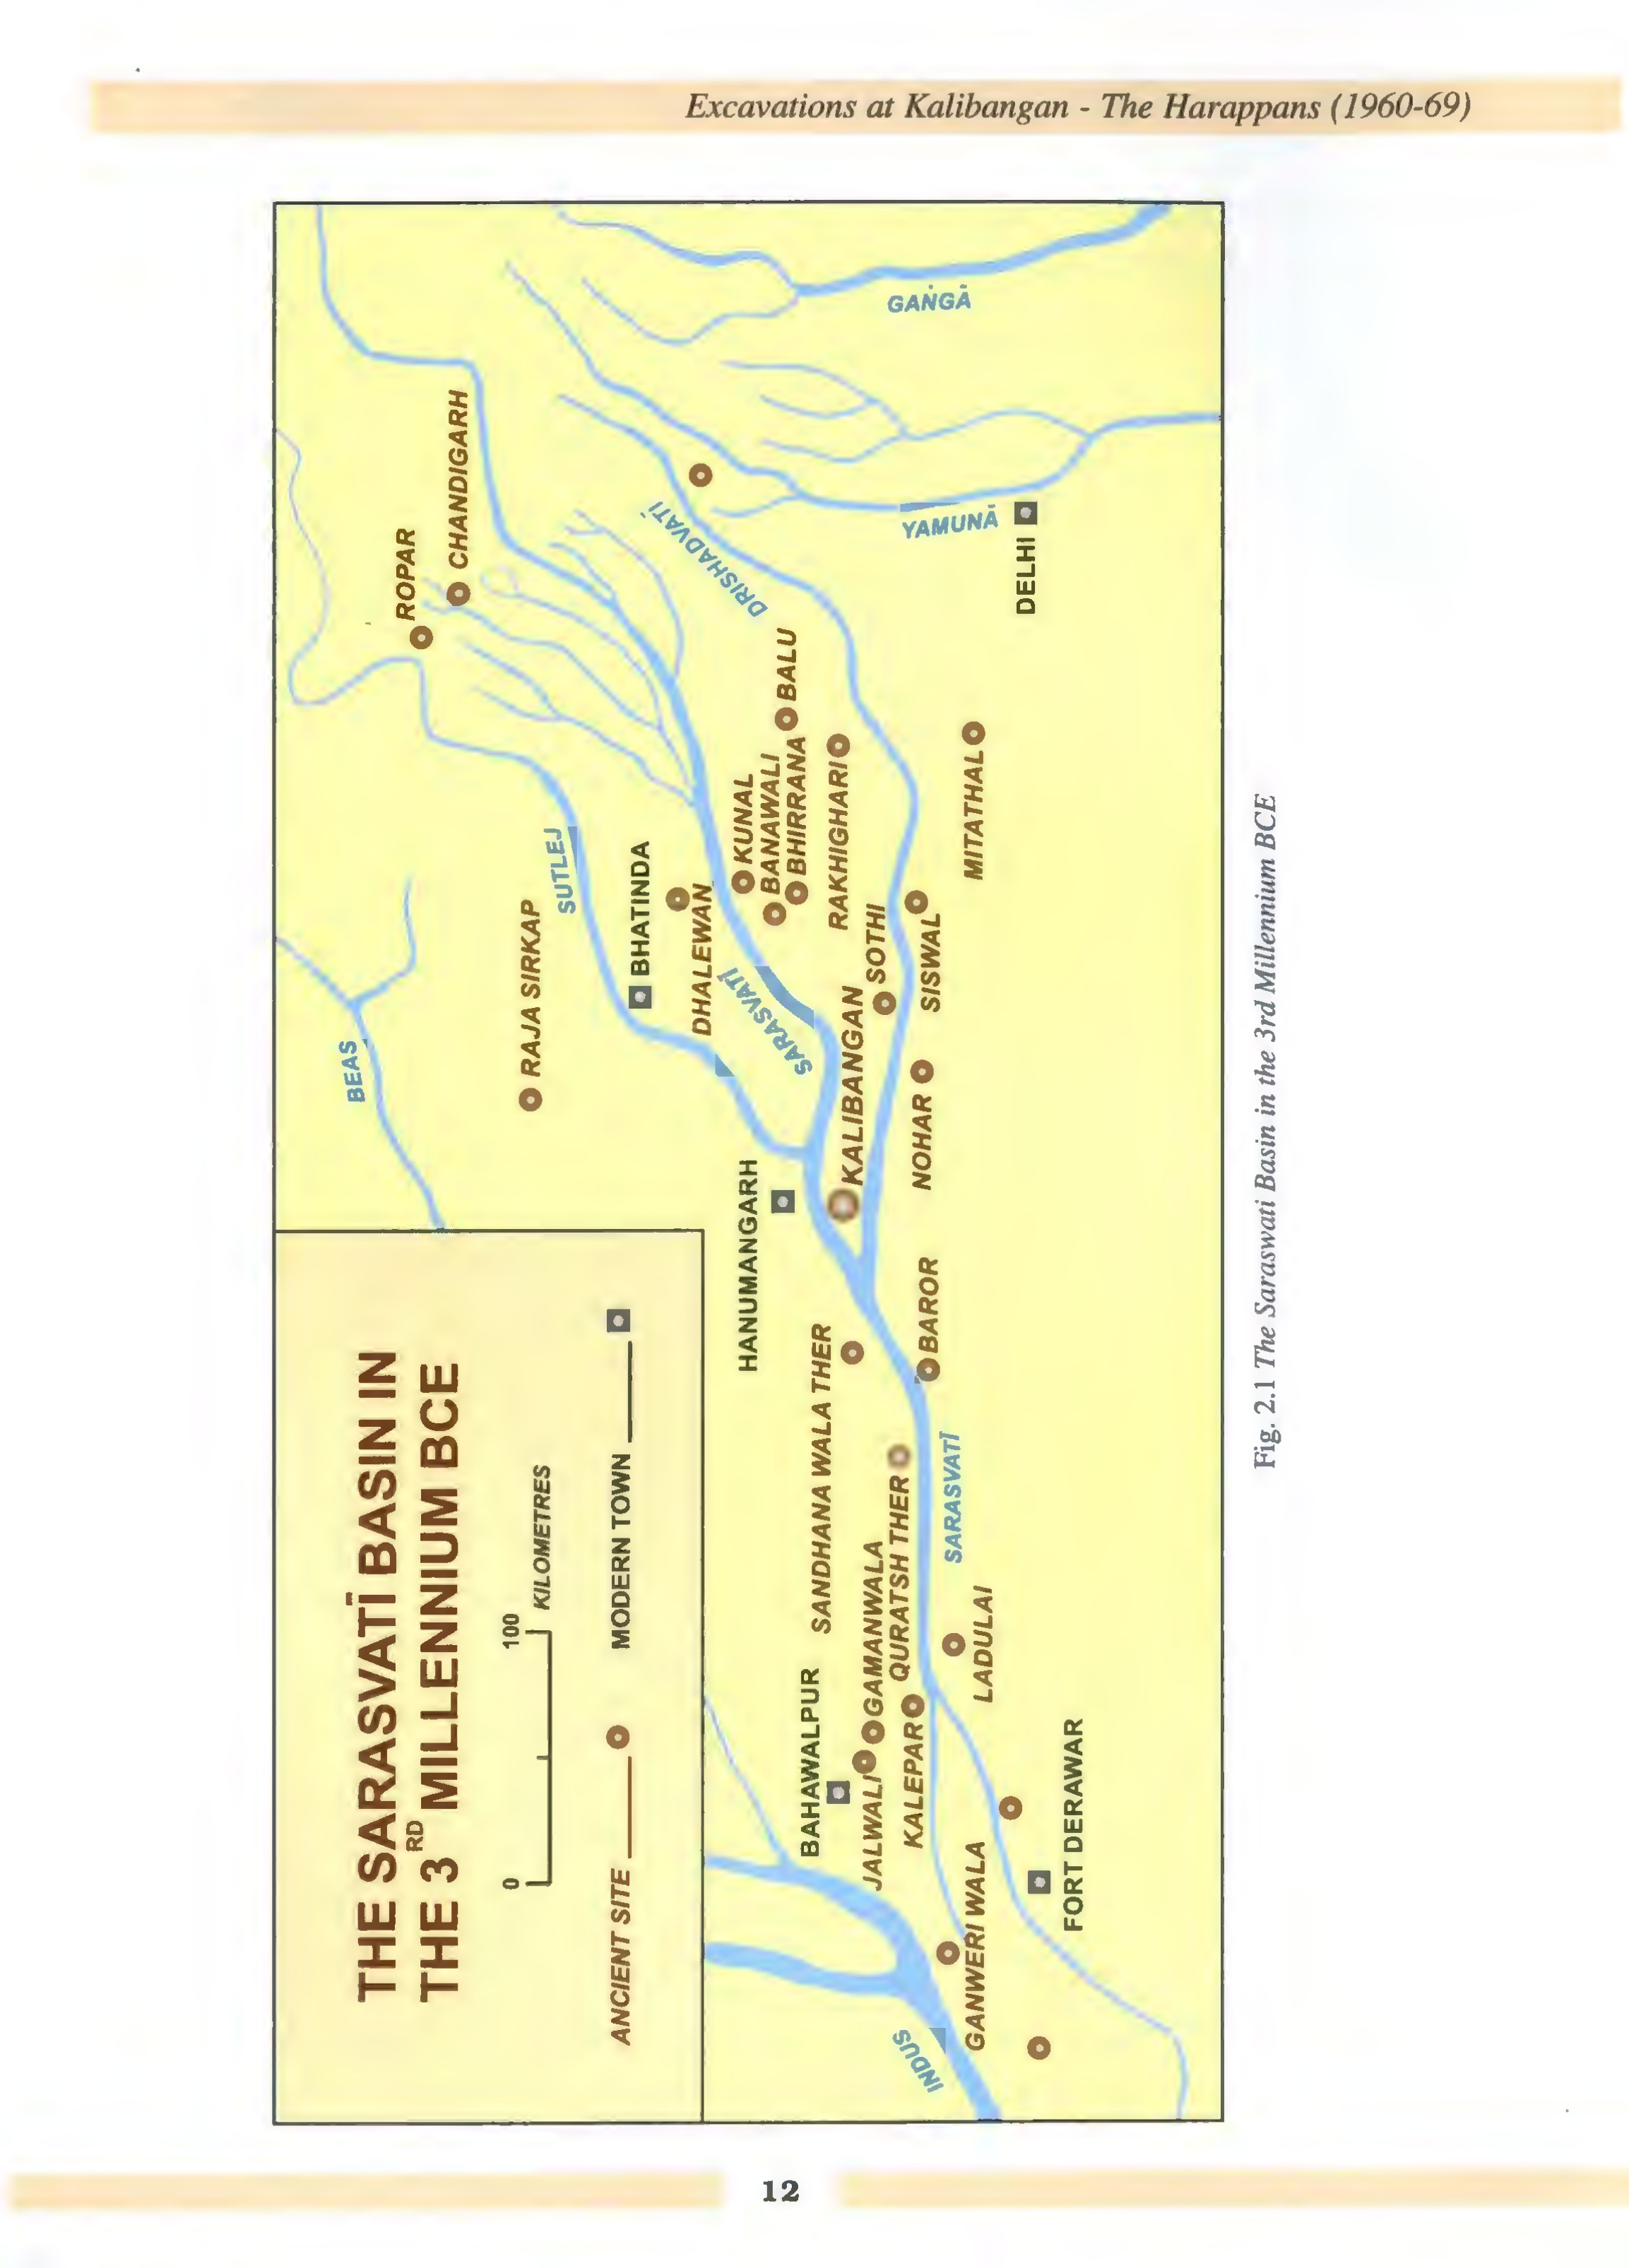 THE SARASVATĪ BASIN IN
THE 3RD MILLENNIUM BCE
0 100
KILOMETRES
ANCIENT SITE
MODERN TOWN
BEAS
ROPAR
CHANDIGARH
RAJA SIRKAP
SUTLEJ
BHATINDA
DHALEWAN
SARASVATĪ
DRISHADVATĪ
HANUMANGARH
KUNAL
BANAWALI
BHIRRANA
BALU
RAKHIGHARI
BAHAWALPUR
SANDHANA WALA THER
KALIBANGAN
JALWALI
GAMANWALA
SOTHI
QURATSH THER
KALEPAR
INDUS
BAROR
NOHAR
SISWAL
SARASVATĪ
GANWERI WALA
LADULAI
MITATHAL
YAMUNĀ
GAṄGĀ
DELHI
FORT DERAWAR
Fig. 2.1 The Saraswati Basin in the 3rd Millennium BCE
12
Excavations at Kalibangan - The Harappans (1960-69)